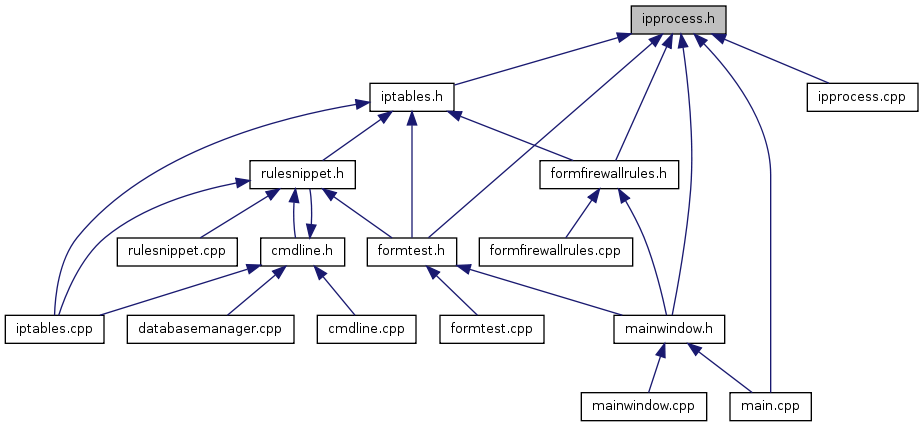 ipprocess.h
iptables.h
ipprocess.cpp
rulesnippet.h
formfirewallrules.h
rulesnippet.cpp
cmdline.h
formtest.h
formfirewallrules.cpp
iptables.cpp
databasemanager.cpp
cmdline.cpp
formtest.cpp
mainwindow.h
mainwindow.cpp
main.cpp